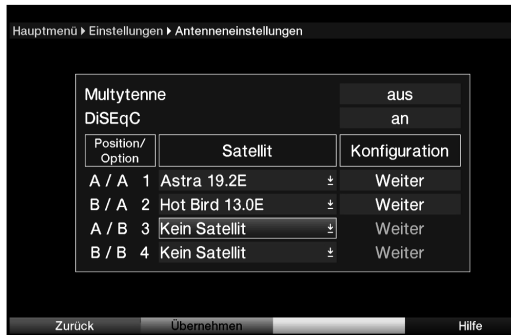 Hauptmenü ▸ Einstellungen ▸ Antenneneinstellungen
Multytenne aus
DiSEqC an
Position/
Option Satellit Konfiguration
A / A 1 Astra 19.2E Weiter
B / A 2 Hot Bird 13.0E Weiter
A / B 3 Kein Satellit Weiter
B / B 4 Kein Satellit Weiter
Zurück Übernehmen Hilfe